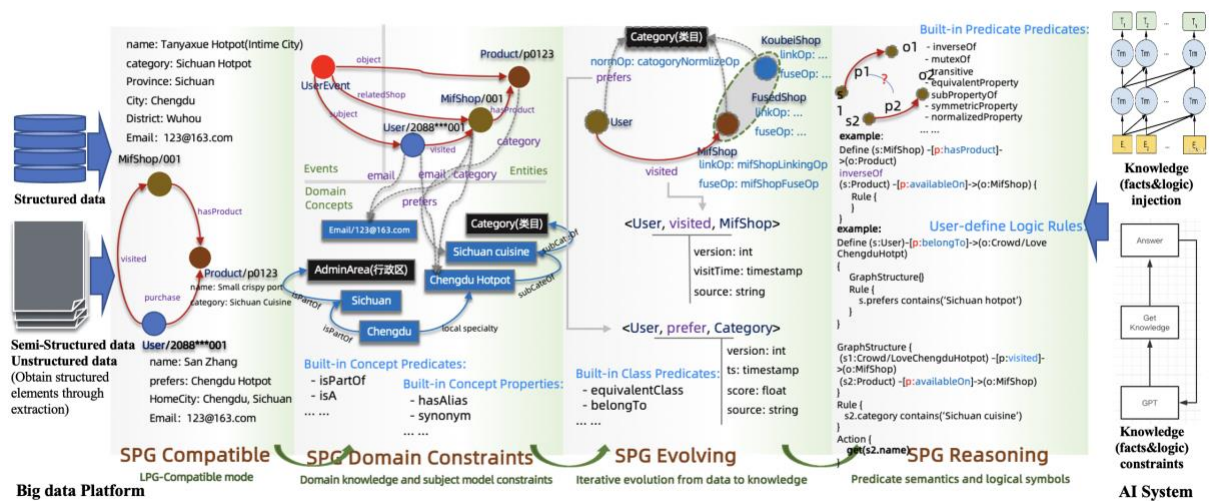 Structured data
Semi-Structured data
Unstructured data
(Obtain structured
elements through
extraction)
Big data Platform
name: Tanyaxue Hotpot(Intime City)
category: Sichuan Hotpot
Province: Sichuan
City: Chengdu
District: Wuhou
Email: 123@163.com
MifShop/001
hasProduct
visited
Product/p0123
name: Small crispy pork
category: Sichuan Cuisine
purchase
User/2088***001
name: San Zhang
prefers: Chengdu Hotpot
HomeCity: Chengdu, Sichuan
Email: 123@163.com
SPG Compatible
LPG-Compatible mode
Product/p0123
object
UserEvent
relatedShop
MifShop/001
hasProduct
subject
User/2088***001
visited
category
Events
email
email
category
Entities
Domain
Concepts
prefers
Email/123@163.com
Category(类目)
Sichuan cuisine
subCateOf
AdminArea(行政区)
Chengdu Hotpot
subCateOf
isPartOf
Sichuan
isPartOf
Chengdu
local specialty
Built-in Concept Predicates:
- isPartOf
- isA
... ...
Built-in Concept Properties:
- hasAlias
- synonym
... ...
SPG Domain Constraints
Domain knowledge and subject model constraints
Category(类目)
KoubeiShop
linkOp: ...
normOp: catogoryNormlizeOp
fuseOp: ...
prefers
FusedShop
linkOp: ...
User
fuseOp: ...
MifShop
linkOp: mifShopLinkingOp
visited
fuseOp: mifShopFuseOp
<User, visited, MifShop>
version: int
visitTime: timestamp
source: string
<User, prefer, Category>
version: int
ts: timestamp
score: float
source: string
Built-in Class Predicates:
- equivalentClass
- belongTo
... ...
SPG Evolving
Iterative evolution from data to knowledge
Built-in Predicate Predicates:
o1
- inverseOf
- mutexOf
- transitive
p1
?
o2
- equivalentProperty
s
- subPropertyOf
1
p2
- symmetricProperty
s2
- normalizedProperty
... ...
example:
Define (s:MifShop) -[p:hasProduct]-
>(o:Product)
inverseOf
(s:Product) -[p:availableOn]->(o:MifShop) {
Rule {
}
}
User-define Logic Rules:
example:
Define (s:User)-[p:belongTo]->(o:Crowd/Love
ChengduHotpt)
{
GraphStructure{}
Rule {
s.prefers contains('Sichuan hotpot')
}
}
GraphStructure {
(s1:Crowd/LoveChengduHotpot) -[p:visited]-
>(o:MifShop)
(s2:Product) -[p:availableOn]->(o:MifShop)
}
Rule {
s2.category contains('Sichuan cuisine')
}
Action {
get(s2.name)
}
SPG Reasoning
Predicate semantics and logical symbols
Knowledge
(facts&logic)
injection
Answer
Get
Knowledge
GPT
Knowledge
(facts&logic)
constraints
AI System